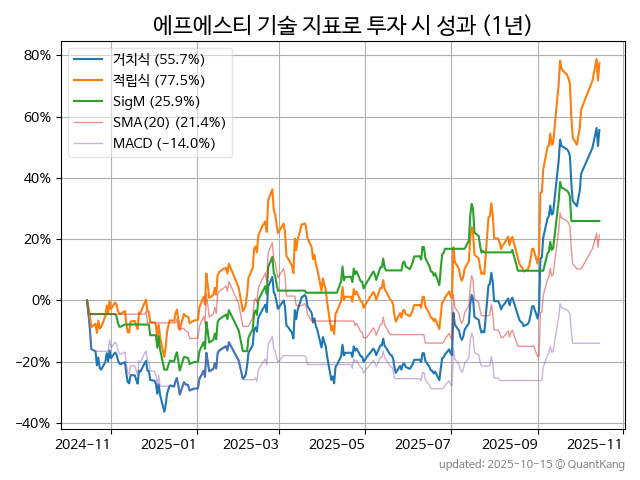 에프에스티 기술 지표로 투자 시 성과 (1년)
거치식 (55.7%)
적립식 (77.5%)
SigM (25.9%)
SMA(20) (21.4%)
MACD (-14.0%)
80%
60%
40%
20%
0%
-20%
-40%
2024-11
2025-01
2025-03
2025-05
2025-07
2025-09
2025-11
updated: 2025-10-15 © QuantKang